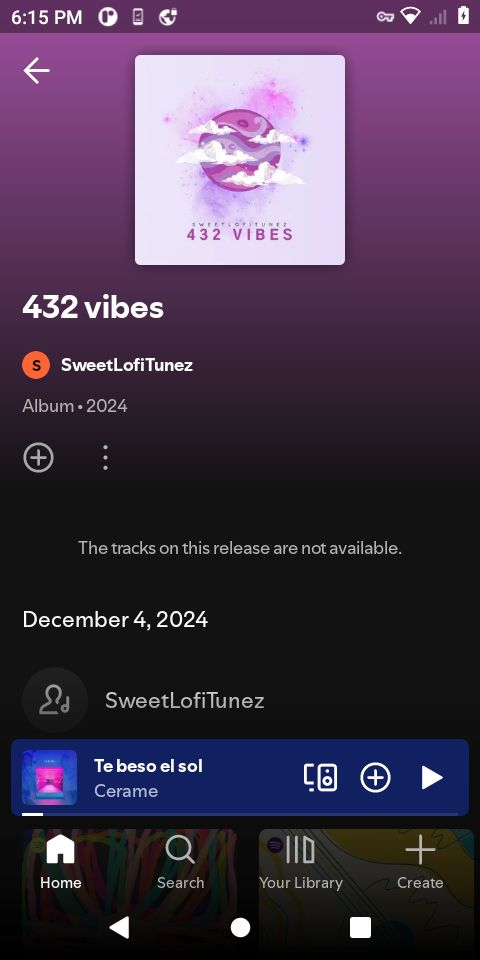 6:15 PM
SWEETLOFITUNEZ
432 VIBES
432 vibes
S
SweetLofiTunez
Album • 2024
The tracks on this release are not available.
December 4, 2024
SweetLofiTunez
Te beso el sol
Cerame
Home
Search
Your Library
Create